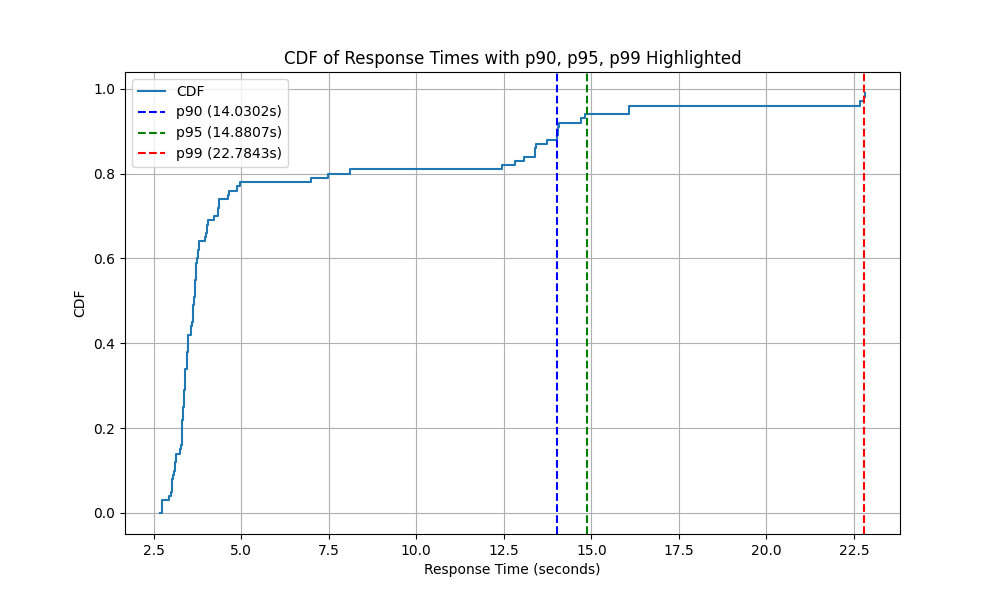 CDF of Response Times with p90, p95, p99 Highlighted
CDF
p90 (14.0302s)
p95 (14.8807s)
p99 (22.7843s)
1.0
0.8
0.6
0.4
0.2
0.0
CDF
2.5 5.0 7.5 10.0 12.5 15.0 17.5 20.0 22.5
Response Time (seconds)